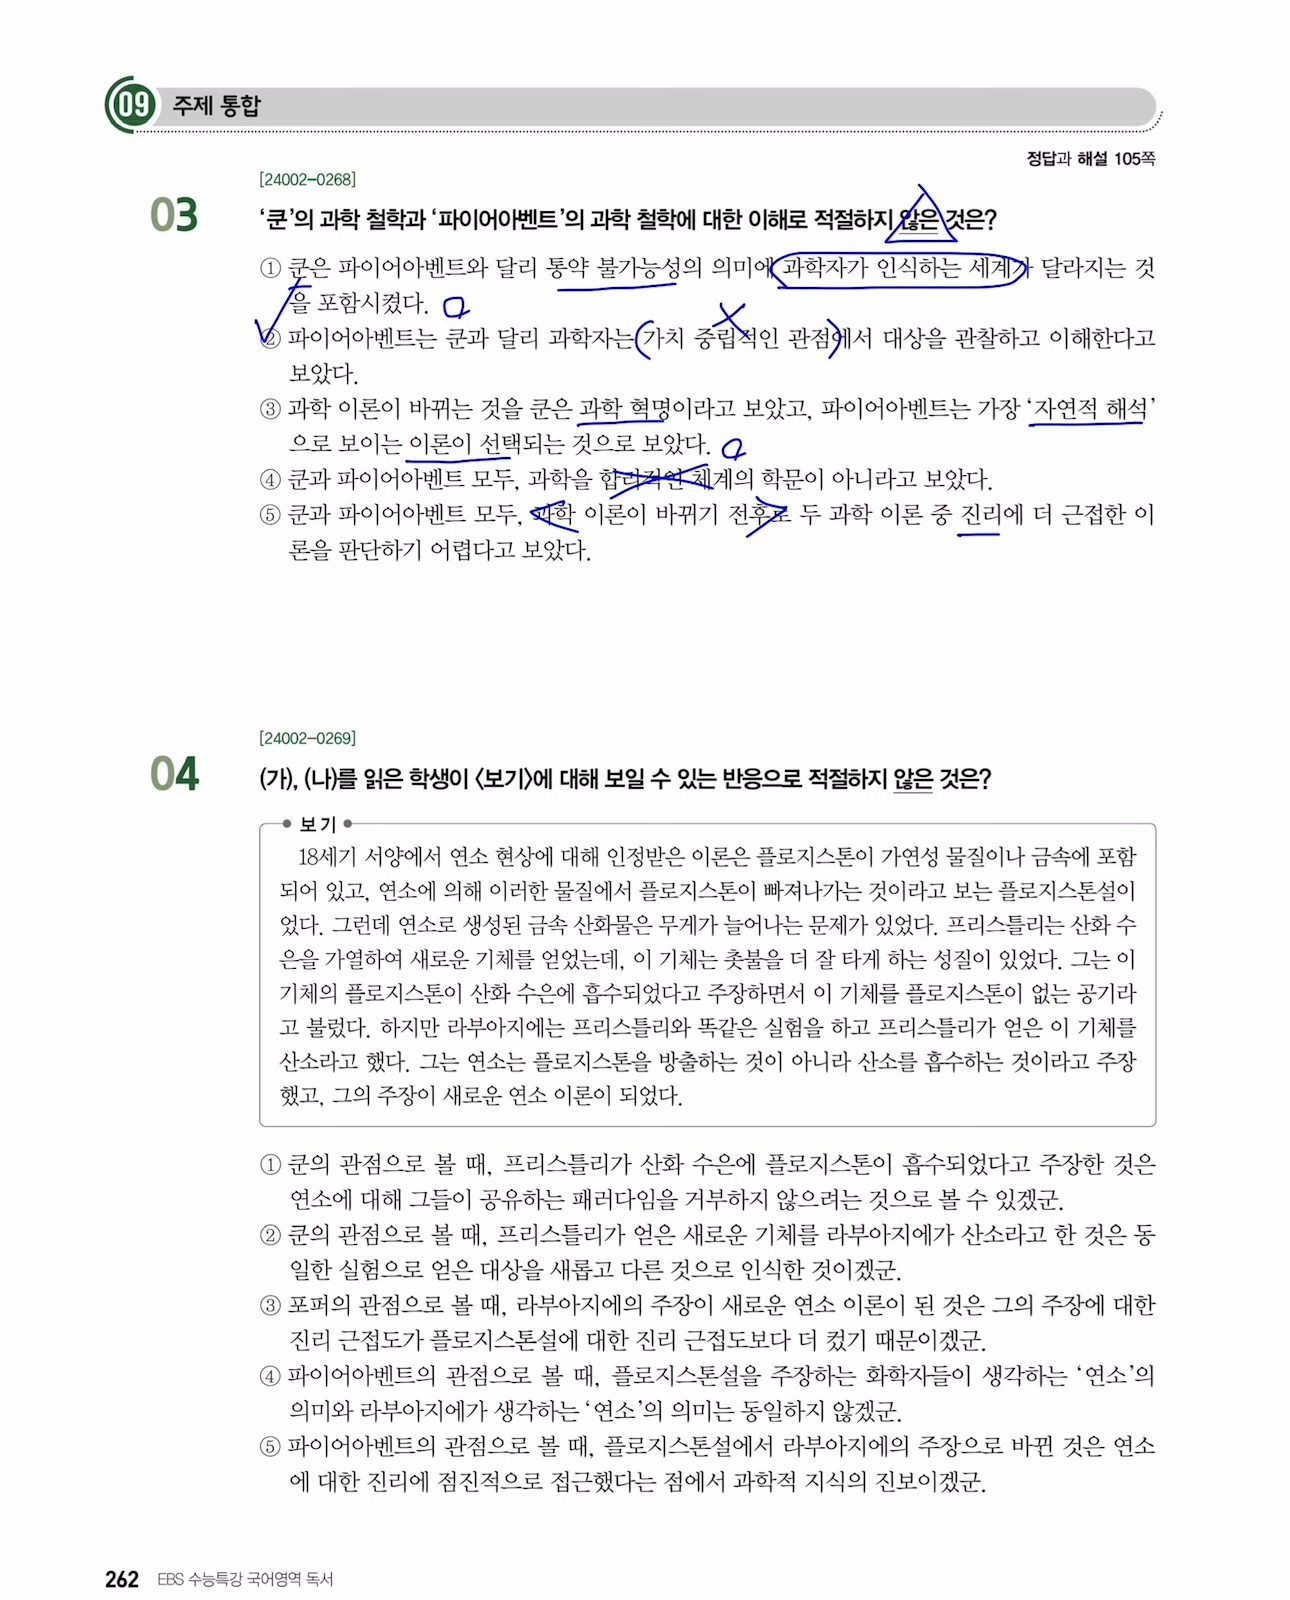 09 주제 통합
정답과 해설 105쪽
[24002-0268]
03 ‘쿤’의 과학 철학과 ‘파이어아벤트’의 과학 철학에 대한 이해로 적절하지 않은 것은?
① 쿤은 파이어아벤트와 달리 통약 불가능성의 의미에 과학자가 인식하는 세계가 달라지는 것
을 포함시켰다.
② 파이어아벤트는 쿤과 달리 과학자는 가치 중립적인 관점에서 대상을 관찰하고 이해한다고
보았다.
③ 과학 이론이 바뀌는 것을 쿤은 과학 혁명이라고 보았고, 파이어아벤트는 가장 ‘자연적 해석’
으로 보이는 이론이 선택되는 것으로 보았다.
④ 쿤과 파이어아벤트 모두, 과학을 합리적인 체계의 학문이 아니라고 보았다.
⑤ 쿤과 파이어아벤트 모두, 과학 이론이 바뀌기 전후로 두 과학 이론 중 진리에 더 근접한 이
론을 판단하기 어렵다고 보았다.
[24002-0269]
04 (가), (나)를 읽은 학생이 <보기>에 대해 보일 수 있는 반응으로 적절하지 않은 것은?
보기
18세기 서양에서 연소 현상에 대해 인정받은 이론은 플로지스톤이 가연성 물질이나 금속에 포함
되어 있고, 연소에 의해 이러한 물질에서 플로지스톤이 빠져나가는 것이라고 보는 플로지스톤설이
었다. 그런데 연소로 생성된 금속 산화물은 무게가 늘어나는 문제가 있었다. 프리스틀리는 산화 수
은을 가열하여 새로운 기체를 얻었는데, 이 기체는 촛불을 더 잘 타게 하는 성질이 있었다. 그는 이
기체의 플로지스톤이 산화 수은에 흡수되었다고 주장하면서 이 기체를 플로지스톤이 없는 공기라
고 불렀다. 하지만 라부아지에는 프리스틀리와 똑같은 실험을 하고 프리스틀리가 얻은 이 기체를
산소라고 했다. 그는 연소는 플로지스톤을 방출하는 것이 아니라 산소를 흡수하는 것이라고 주장
했고, 그의 주장이 새로운 연소 이론이 되었다.
① 쿤의 관점으로 볼 때, 프리스틀리가 산화 수은에 플로지스톤이 흡수되었다고 주장한 것은
연소에 대해 그들이 공유하는 패러다임을 거부하지 않으려는 것으로 볼 수 있겠군.
② 쿤의 관점으로 볼 때, 프리스틀리가 얻은 새로운 기체를 라부아지에가 산소라고 한 것은 동
일한 실험으로 얻은 대상을 새롭고 다른 것으로 인식한 것이겠군.
③ 포퍼의 관점으로 볼 때, 라부아지에의 주장이 새로운 연소 이론이 된 것은 그의 주장에 대한
진리 근접도가 플로지스톤설에 대한 진리 근접도보다 더 컸기 때문이겠군.
④ 파이어아벤트의 관점으로 볼 때, 플로지스톤설을 주장하는 화학자들이 생각하는 ‘연소’의
의미와 라부아지에가 생각하는 ‘연소’의 의미는 동일하지 않겠군.
⑤ 파이어아벤트의 관점으로 볼 때, 플로지스톤설에서 라부아지에의 주장으로 바뀐 것은 연소
에 대한 진리에 점진적으로 접근했다는 점에서 과학적 지식의 진보이겠군.
262 EBS 수능특강 국어영역 독서